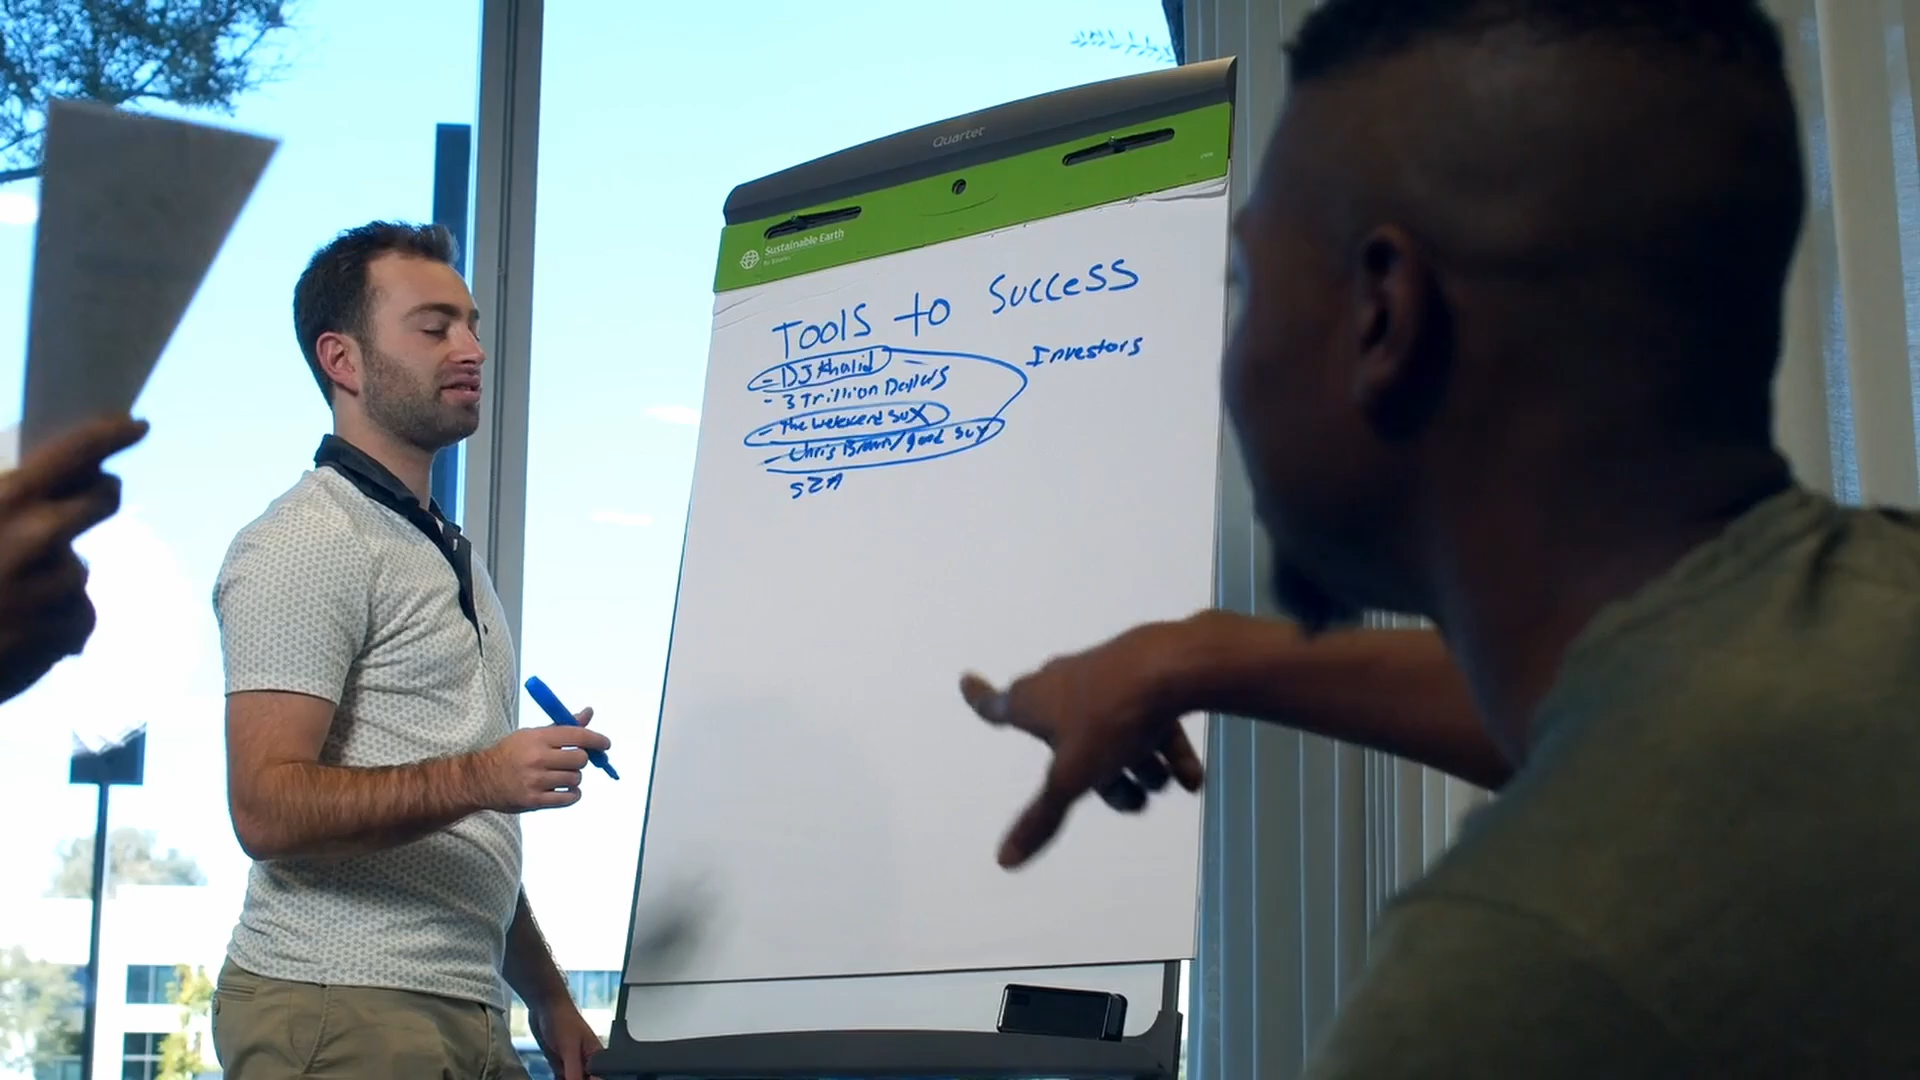 Quartet
Sustainable Earth
TOOlS to SUCCESS
Investors
- DJ Khalid
- 3 Trillion Dollars
- The Weekend SUX
- Chris Brown/good guy
SZA